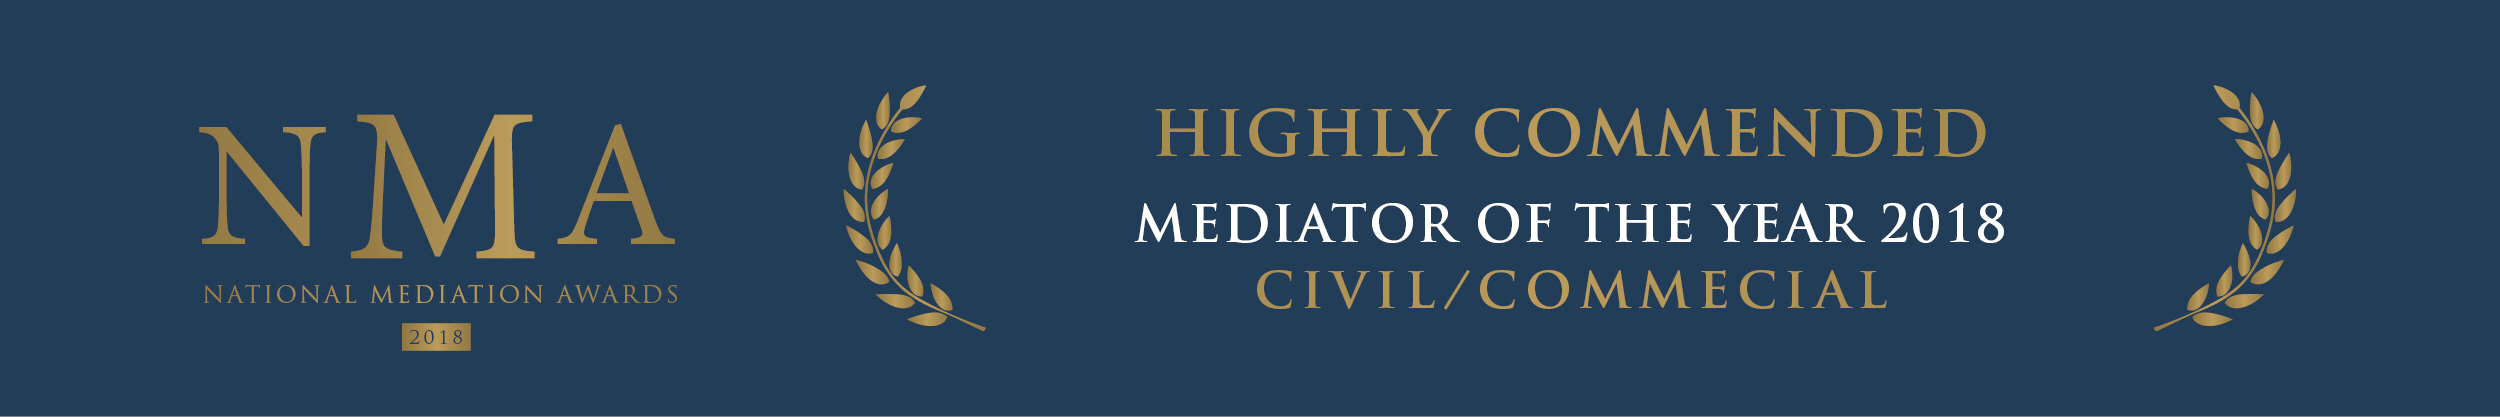 NMA
NATIONAL MEDIATION AWARDS
2018
HIGHLY COMMENDED
MEDIATOR OF THE YEAR 2018
CIVIL/COMMECIAL